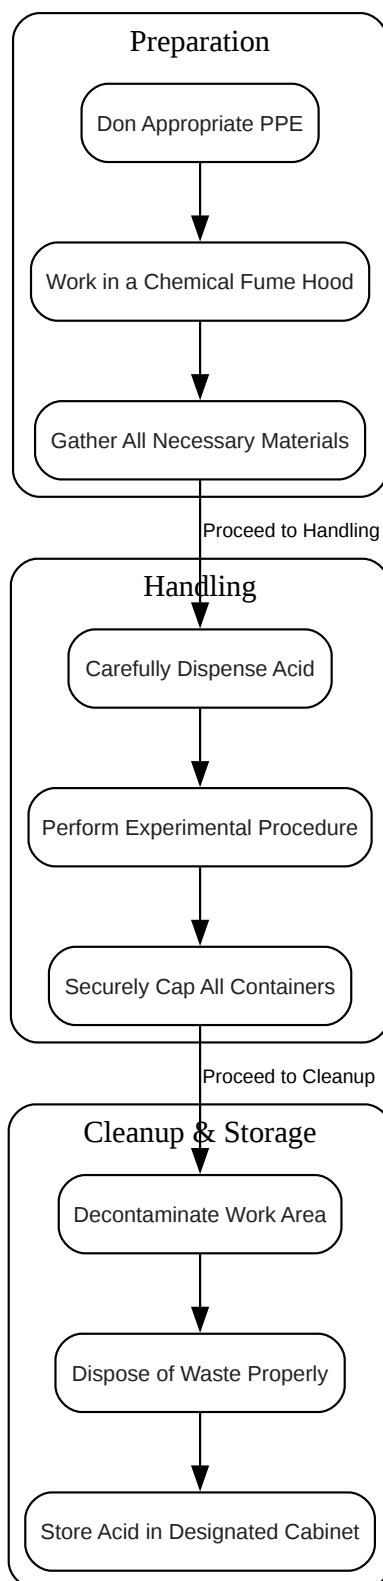 Preparation
Don Appropriate PPE
Work in a Chemical Fume Hood
Gather All Necessary Materials
Proceed to Handling
Handling
Carefully Dispense Acid
Perform Experimental Procedure
Securely Cap All Containers
Proceed to Cleanup
Cleanup & Storage
Decontaminate Work Area
Dispose of Waste Properly
Store Acid in Designated Cabinet